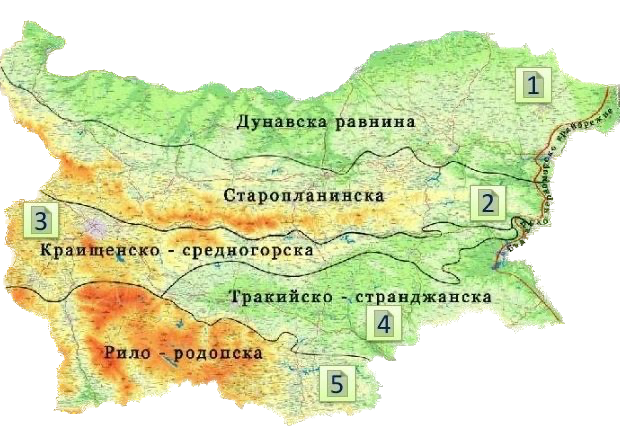 1
Дунавска равнина
Старопланинска
2
3
Краищенско - средногорска
Тракийско - странджанска
4
Рило - родопска
5